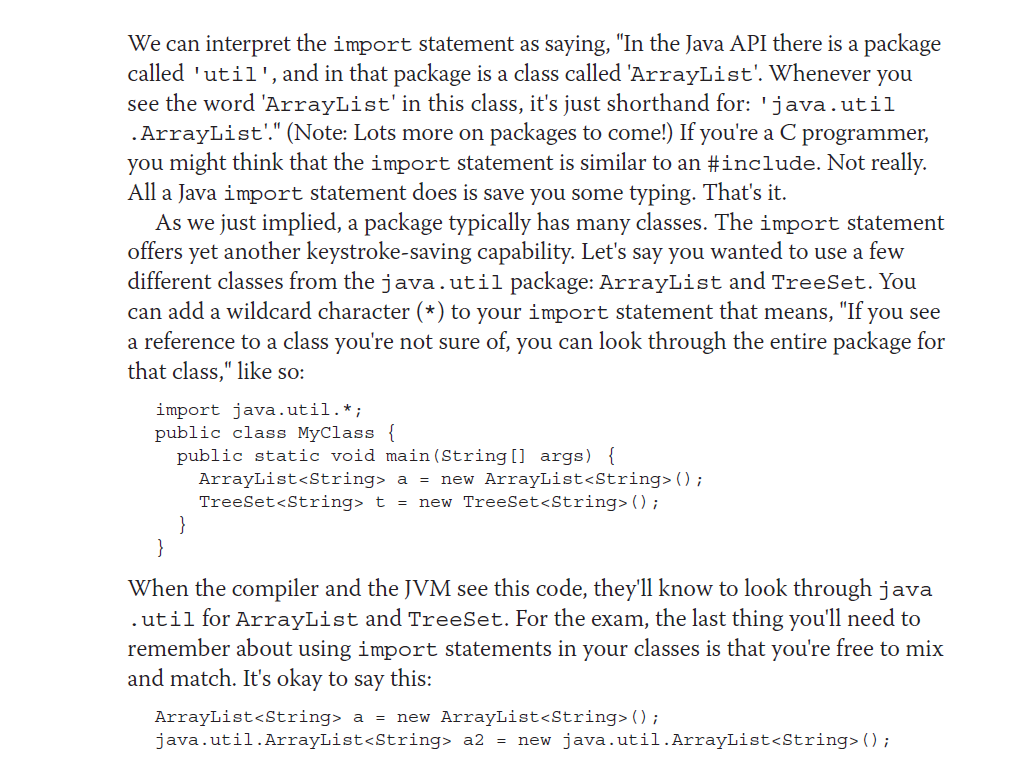 We can interpret the import statement as saying, "In the Java API there is a package
called 'util', and in that package is a class called 'ArrayList'. Whenever you
see the word 'ArrayList' in this class, it's just shorthand for: 'java.util
.ArrayList'." (Note: Lots more on packages to come!) If you're a C programmer,
you might think that the import statement is similar to an #include. Not really.
All a Java import statement does is save you some typing. That's it.
As we just implied, a package typically has many classes. The import statement
offers yet another keystroke-saving capability. Let's say you wanted to use a few
different classes from the java.util package: ArrayList and TreeSet. You
can add a wildcard character (*) to your import statement that means, "If you see
a reference to a class you're not sure of, you can look through the entire package for
that class," like so:
import java.util.*;
public class MyClass {
  public static void main(String[] args) {
    ArrayList<String> a = new ArrayList<String>();
    TreeSet<String> t = new TreeSet<String>();
  }
}
When the compiler and the JVM see this code, they'll know to look through java
.util for ArrayList and TreeSet. For the exam, the last thing you'll need to
remember about using import statements in your classes is that you're free to mix
and match. It's okay to say this:
ArrayList<String> a = new ArrayList<String>();
java.util.ArrayList<String> a2 = new java.util.ArrayList<String>();